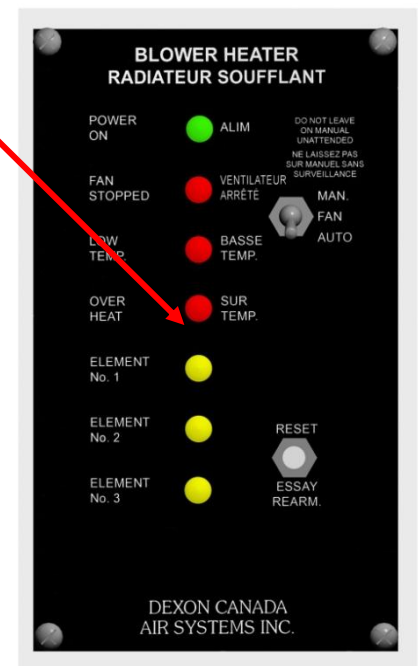 BLOWER HEATER
RADIATEUR SOUFFLANT
POWER
ON
ALIM
DO NOT LEAVE
ON MANUAL
UNATTENDED
NE LAISSEZ PAS
SUR MANUEL SANS
SURVEILLANCE
FAN
STOPPED
VENTILATEUR
ARRÊTÉ
MAN.
FAN
AUTO
LOW
TEMP.
BASSE
TEMP.
OVER
HEAT
SUR
TEMP.
ELEMENT
No. 1
ELEMENT
No. 2
RESET
ELEMENT
No. 3
ESSAY
REARM.
DEXON CANADA
AIR SYSTEMS INC.